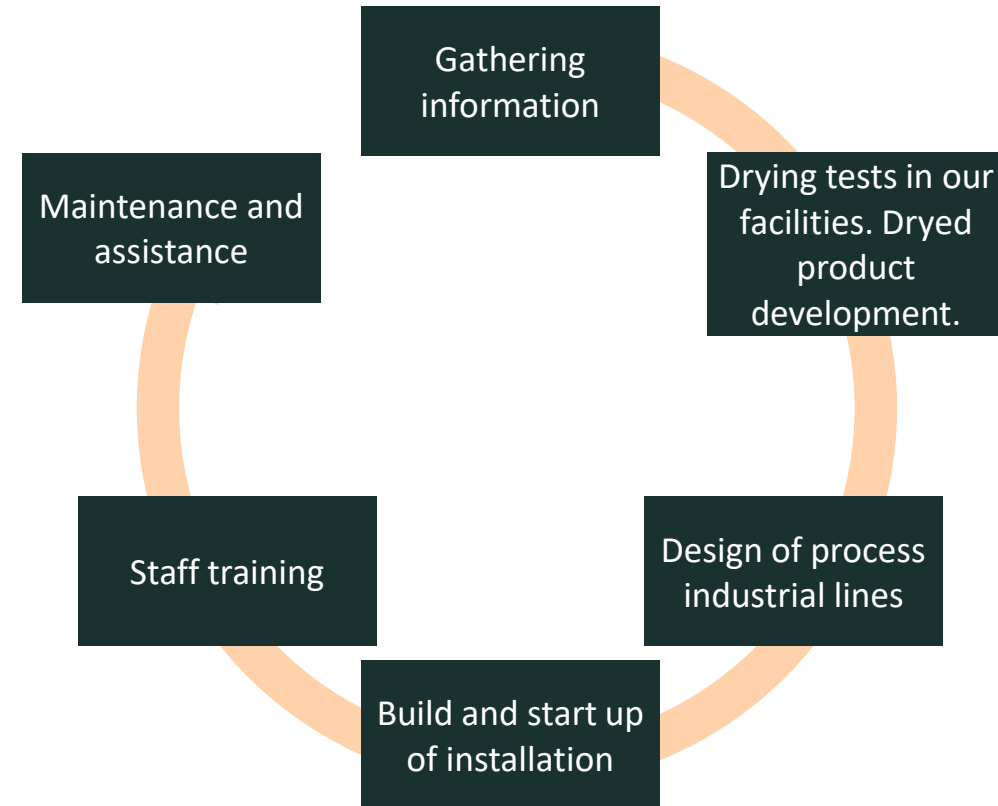 Gathering
information
Drying tests in our
facilities. Dryed
product
development.
Design of process
industrial lines
Build and start up
of installation
Staff training
Maintenance and
assistance